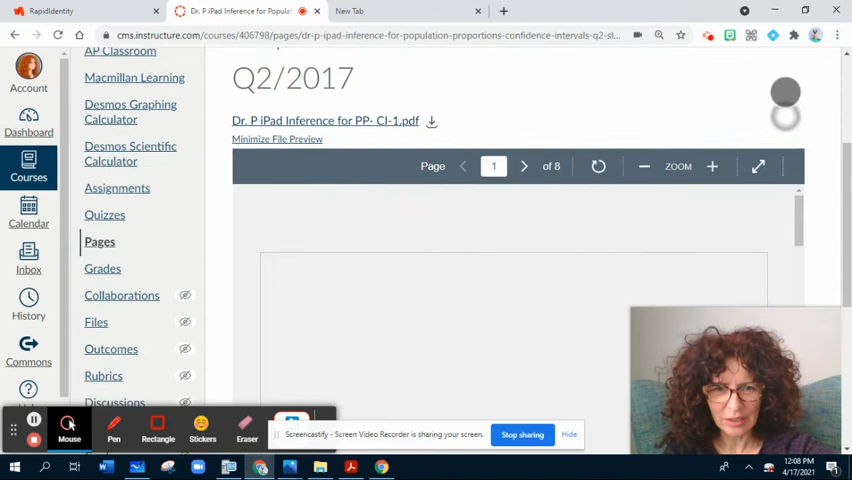 RapidIdentity
Dr. P iPad Inference for Populat
New Tab
cms.instructure.com/courses/406798/pages/dr-p-ipad-inference-for-population-proportions-confidence-intervals-q2-sl...
Account
Dashboard
Courses
Calendar
Inbox
History
Commons
AP Classroom
Macmillan Learning
Desmos Graphing
Calculator
Desmos Scientific
Calculator
Assignments
Quizzes
Pages
Grades
Collaborations
Files
Outcomes
Rubrics
Discussions
Q2/2017
Dr. P iPad Inference for PP- CI-1.pdf
Minimize File Preview
Page 1 of 8 ZOOM
Mouse
Pen
Rectangle
Stickers
Eraser
Screencastify - Screen Video Recorder is sharing your screen.
Stop sharing
Hide
12:08 PM
4/17/2021